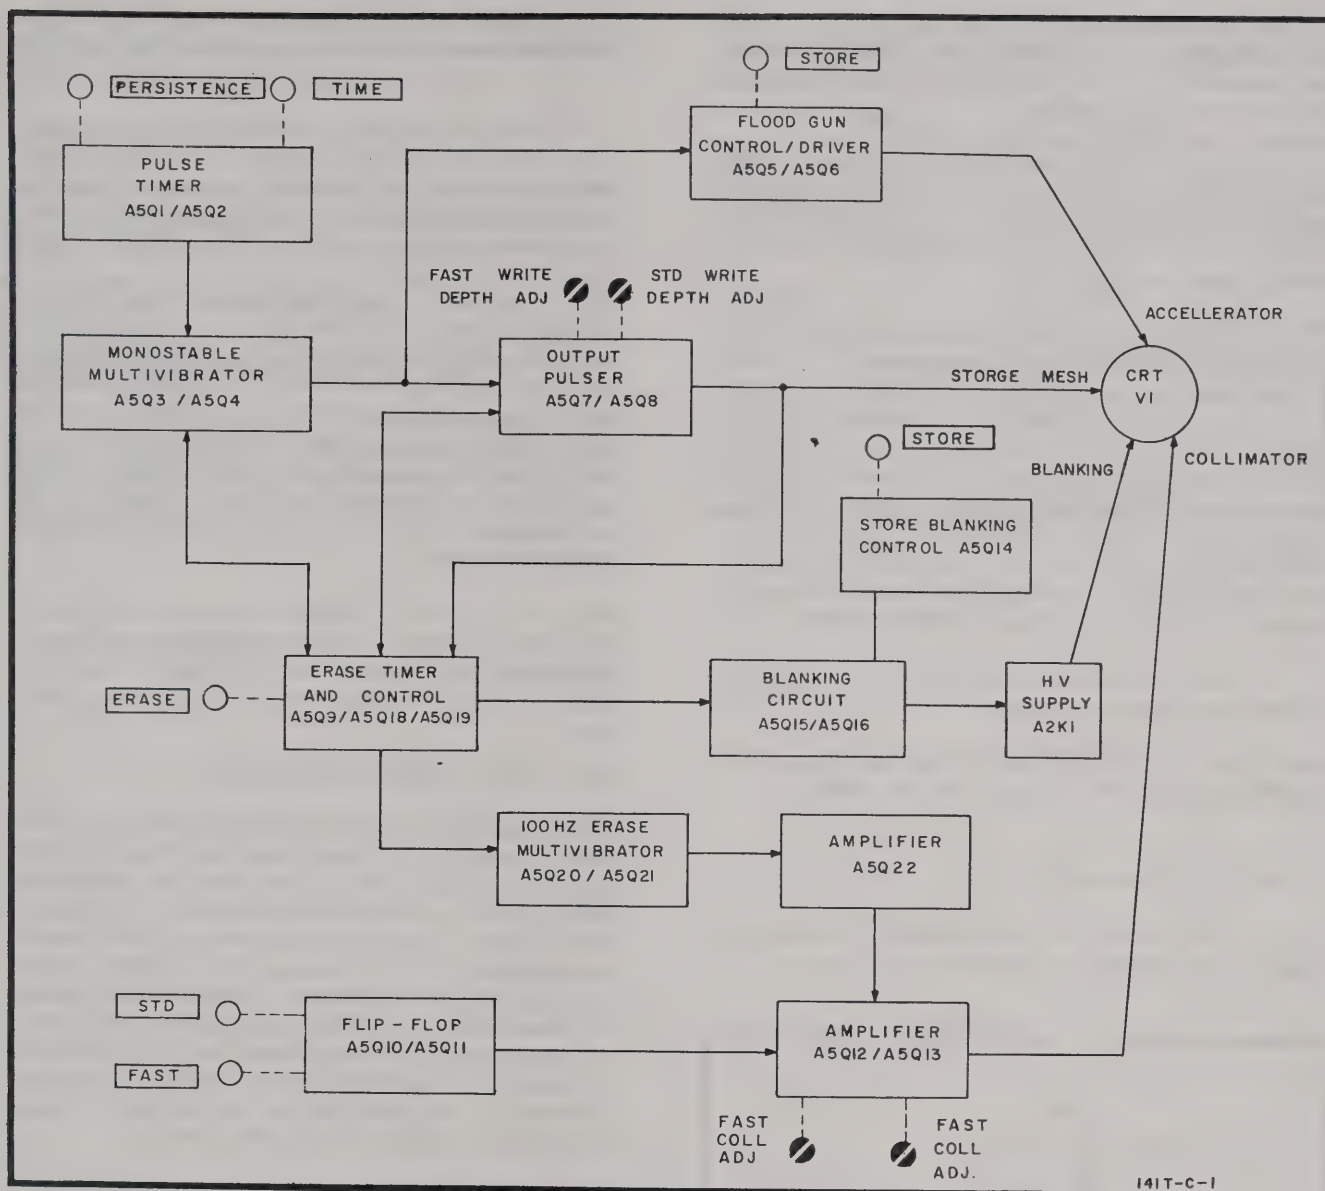 STORE
PERSISTENCE
TIME
PULSE
TIMER
A5Q1 / A5Q2
FLOOD GUN
CONTROL/DRIVER
A5Q5/A5Q6
FAST WRITE
DEPTH ADJ
STD WRITE
DEPTH ADJ
ACCELLERATOR
MONOSTABLE
MULTIVIBRATOR
A5Q3 / A5Q4
OUTPUT
PULSER
A5Q7/ A5Q8
STORGE MESH
CRT
V1
STORE
BLANKING
COLLIMATOR
STORE BLANKING
CONTROL A5Q14
ERASE
ERASE TIMER
AND CONTROL
A5Q9/A5Q18/A5Q19
BLANKING
CIRCUIT
A5Q15/A5Q16
HV
SUPPLY
A2K1
100HZ ERASE
MULTIVIBRATOR
A5Q20 / A5Q21
AMPLIFIER
A5Q22
STD
FAST
FLIP - FLOP
A5Q10/A5Q11
AMPLIFIER
A5Q12/A5Q13
FAST
COLL
ADJ
FAST
COLL
ADJ.
141T-C-1